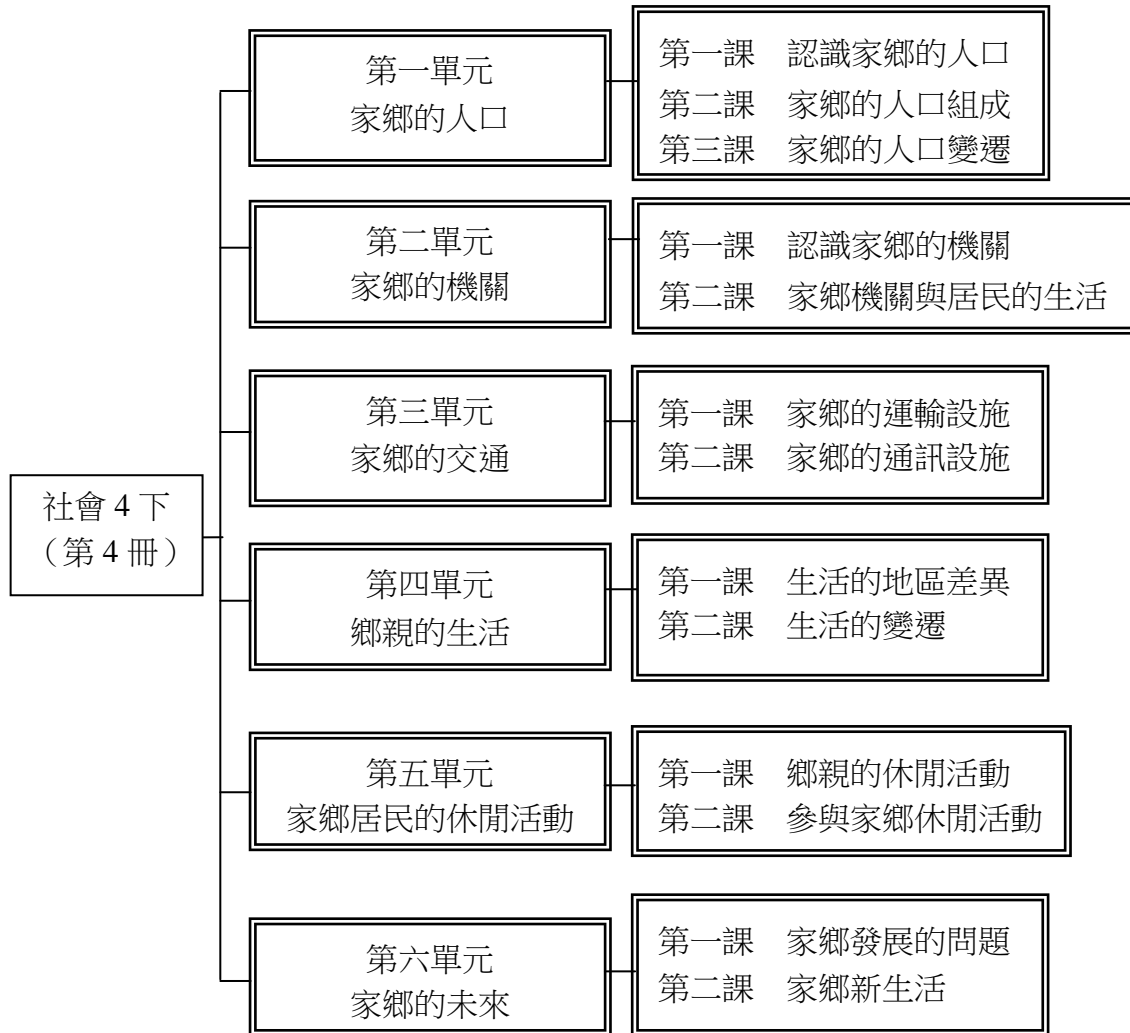 社會 4 下
（第 4 冊）
第一單元
家鄉的人口
第一課　認識家鄉的人口
第二課　家鄉的人口組成
第三課　家鄉的人口變遷
第二單元
家鄉的機關
第一課　認識家鄉的機關
第二課　家鄉機關與居民的生活
第三單元
家鄉的交通
第一課　家鄉的運輸設施
第二課　家鄉的通訊設施
第四單元
鄉親的生活
第一課　生活的地區差異
第二課　生活的變遷
第五單元
家鄉居民的休閒活動
第一課　鄉親的休閒活動
第二課　參與家鄉休閒活動
第六單元
家鄉的未來
第一課　家鄉發展的問題
第二課　家鄉新生活